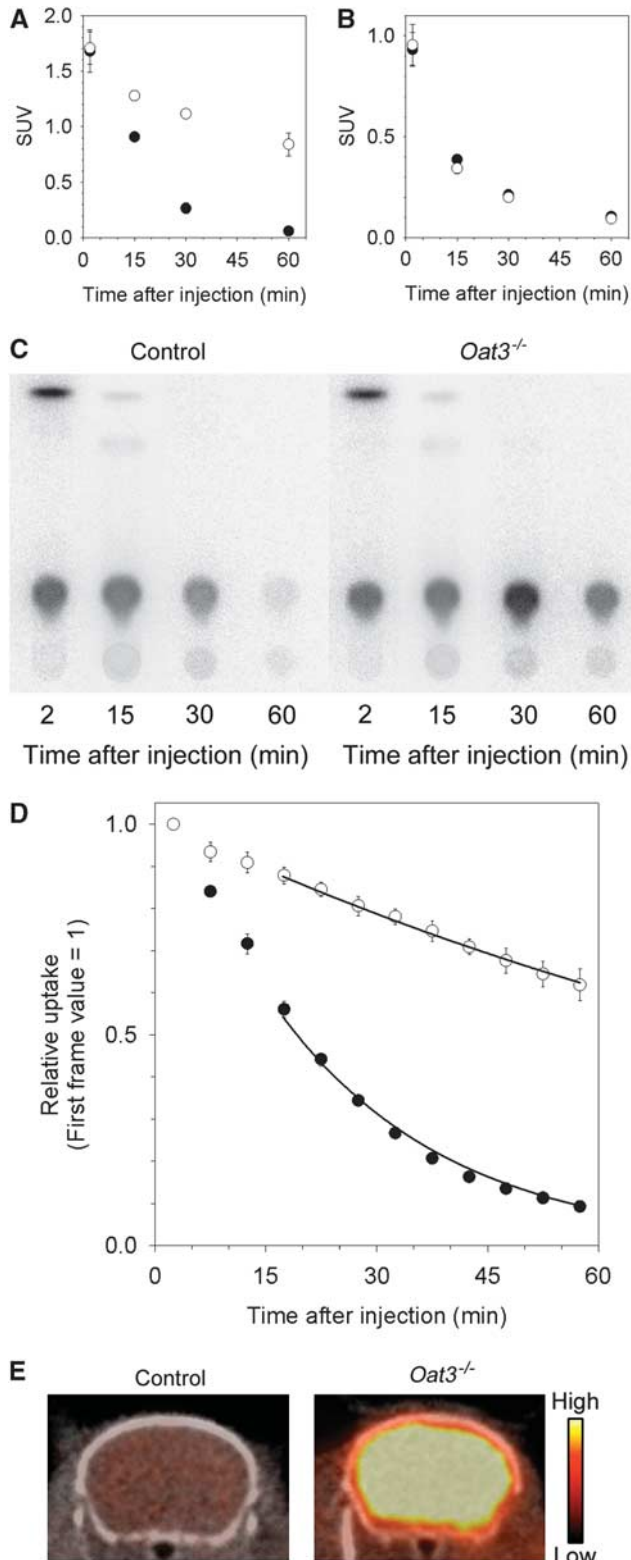 A
B
2.0
1.5
1.0
0.5
0.0
SUV
0 15 30 45 60
Time after injection (min)
1.0
0.5
0.0
SUV
0 15 30 45 60
Time after injection (min)
C
Control
Oat3-/-
2 15 30 60
2 15 30 60
Time after injection (min)
Time after injection (min)
D
1.0
0.5
0.0
Relative uptake
(First frame value = 1)
0 15 30 45 60
Time after injection (min)
E
Control
Oat3-/-
High
Low